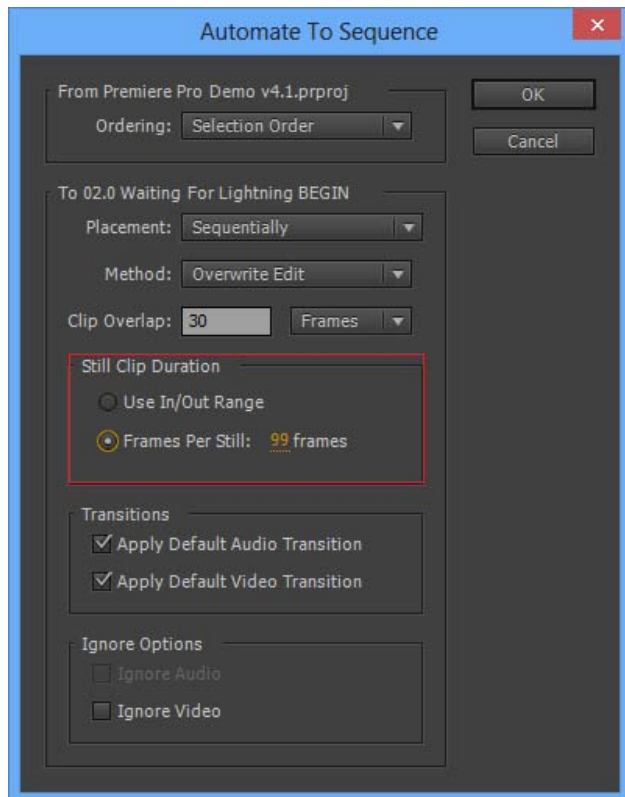 Automate To Sequence
From Premiere Pro Demo v4.1.prproj
Ordering: Selection Order
OK
Cancel
To 02.0 Waiting For Lightning BEGIN
Placement: Sequentially
Method: Overwrite Edit
Clip Overlap: 30 Frames
Still Clip Duration
Use In/Out Range
Frames Per Still: 99 frames
Transitions
Apply Default Audio Transition
Apply Default Video Transition
Ignore Options
Ignore Audio
Ignore Video